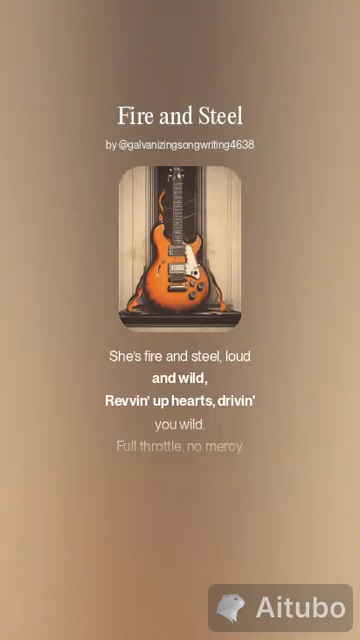 Fire and Steel
by @galvanizingsongwriting4638
She's fire and steel, loud
and wild,
Revvin' up hearts, drivin'
you wild.
Full throttle, no mercy
Aitubo